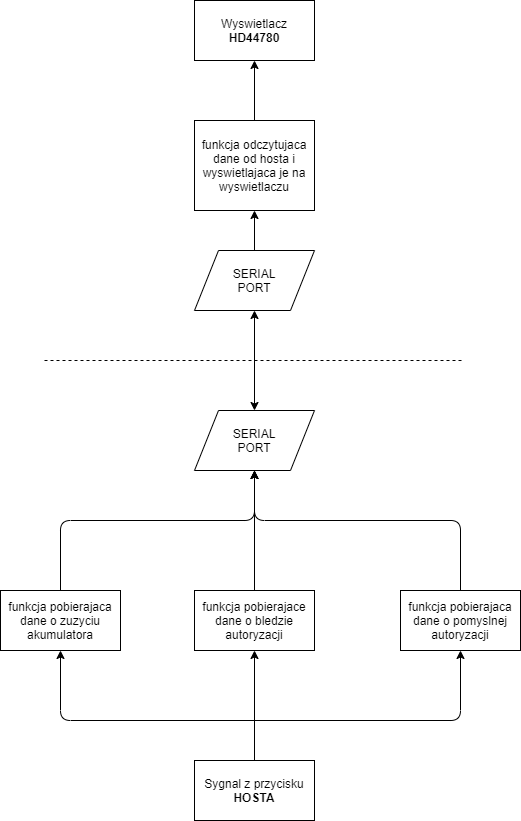 Wyswietlacz
HD44780
funkcja odczytujaca
dane od hosta i
wyswietlajaca je na
wyswietlaczu
SERIAL
PORT
SERIAL
PORT
funkcja pobierajaca
dane o zuzyciu
akumulatora
funkcja pobierajace
dane o bledzie
autoryzacji
funkcja pobierajaca
dane o pomyslnej
autoryzacji
Sygnal z przycisku
HOSTA